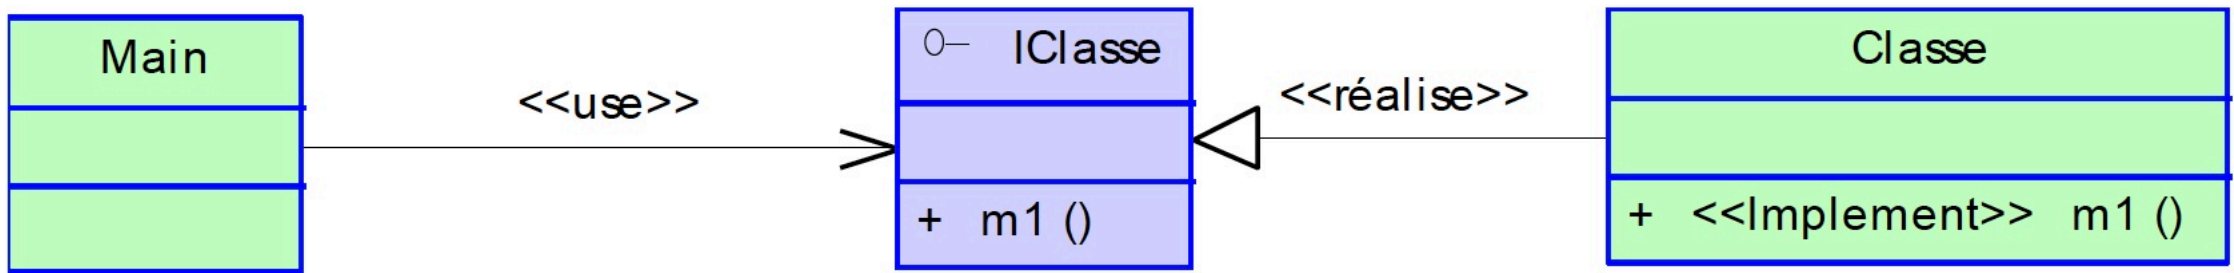 Main
<<use>>
IClasse
+ m1 ()
<<réalise>>
Classe
+ <<Implement>> m1 ()